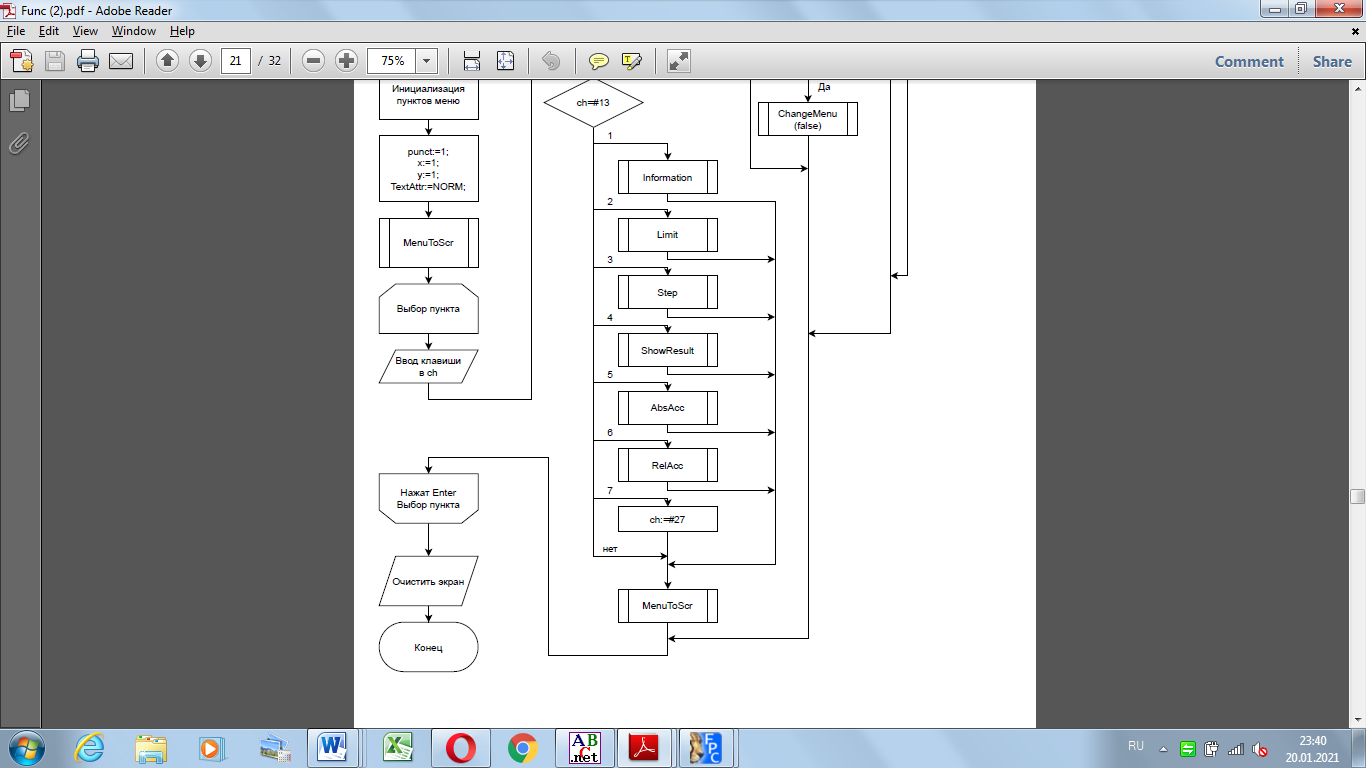 Func (2).pdf - Adobe Reader
File Edit View Window Help
21 / 32
75%
Comment Share
Инициализация
пунктов меню
punct:=1;
x:=1;
y:=1;
TextAttr:=NORM;
MenuToScr
Выбор пункта
Ввод клавиши
в ch
Нажат Enter
Выбор пункта
Очистить экран
Конец
ch=#13
1
Information
2
Limit
3
Step
4
ShowResult
5
AbsAcc
6
RelAcc
7
ch:=#27
нет
MenuToScr
Да
ChangeMenu
(false)
ABC
.net
FPC
RU
23:40
20.01.2021